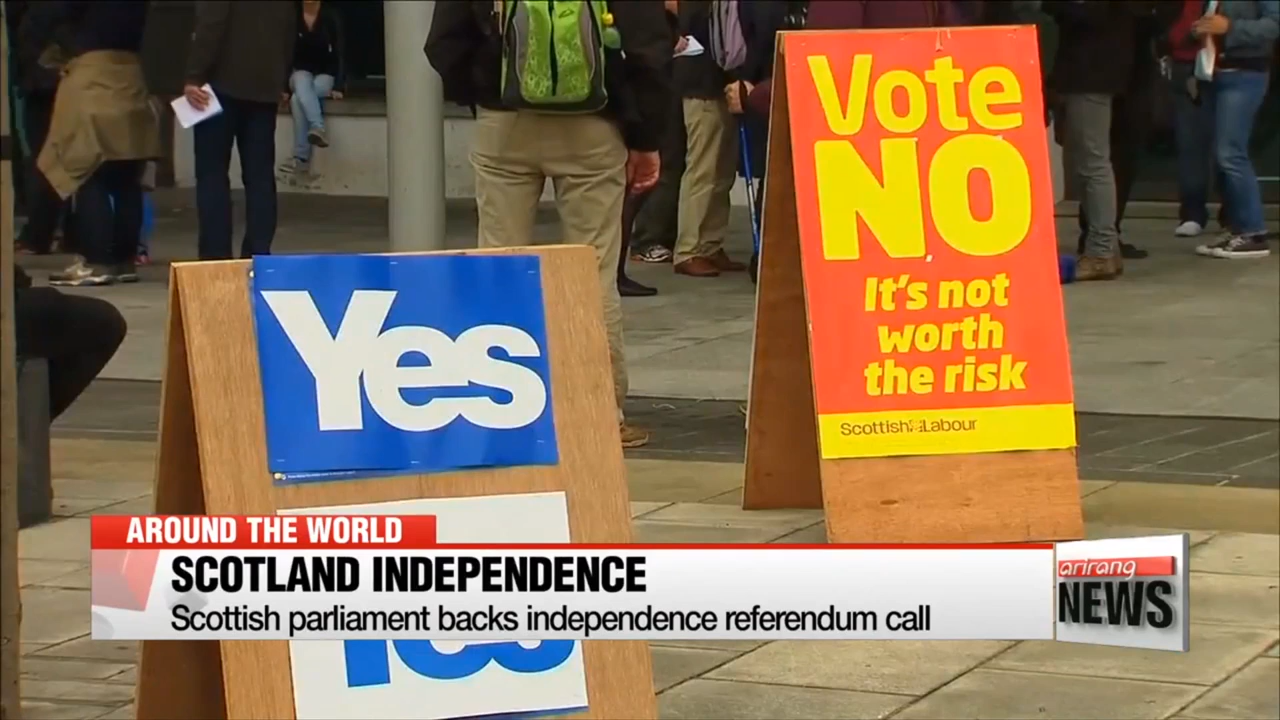 Yes
Vote
NO
It's not
worth
the risk
Scottish Labour
AROUND THE WORLD
SCOTLAND INDEPENDENCE
Scottish parliament backs independence referendum call
arirang
NEWS
Yes